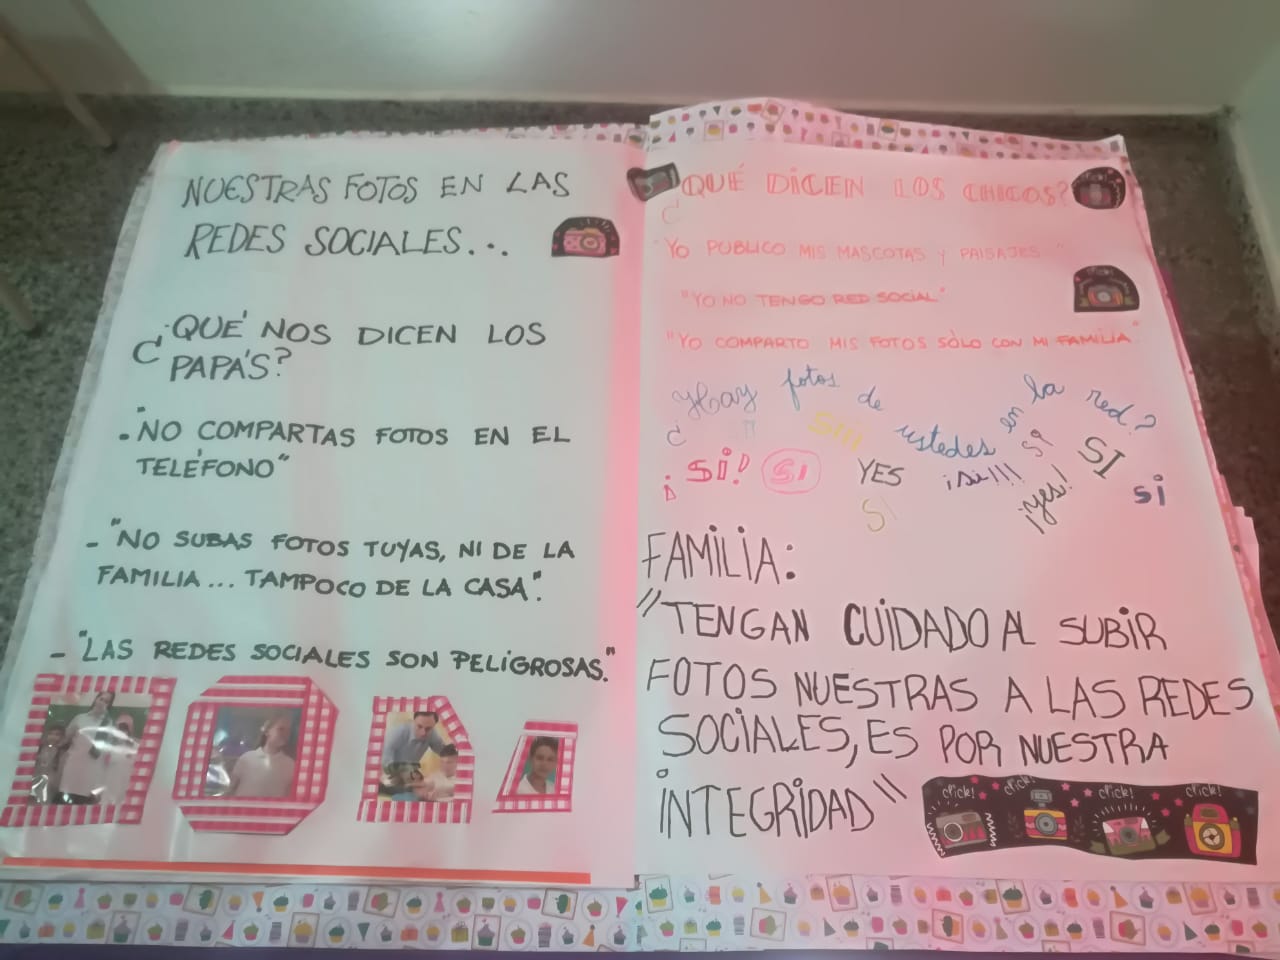 NUESTRAS FOTOS EN LAS
REDES SOCIALES...
¿QUÉ NOS DICEN LOS
PAPÁS?
-"NO COMPARTAS FOTOS EN EL
TELÉFONO"
-"NO SUBAS FOTOS TUYAS, NI DE LA
FAMILIA... TAMPOCO DE LA CASA".
-"LAS REDES SOCIALES SON PELIGROSAS."
¿QUÉ DICEN LOS CHICOS?
"YO PUBLICO MIS MASCOTAS y PAISAJES"
"YO NO TENGO RED SOCIAL"
"YO COMPARTO MIS FOTOS SÓLO CON MI FAMILIA"
¿Hay fotos de ustedes en la red?
SIII
¡SI!
SI
YES
SI
¡si!!!
¡yes!
SI
si
FAMILIA:
"TENGAN CUIDADO AL SUBIR
FOTOS NUESTRAS A LAS REDES
SOCIALES, ES POR NUESTRA
INTEGRIDAD"
click! click! click! click!